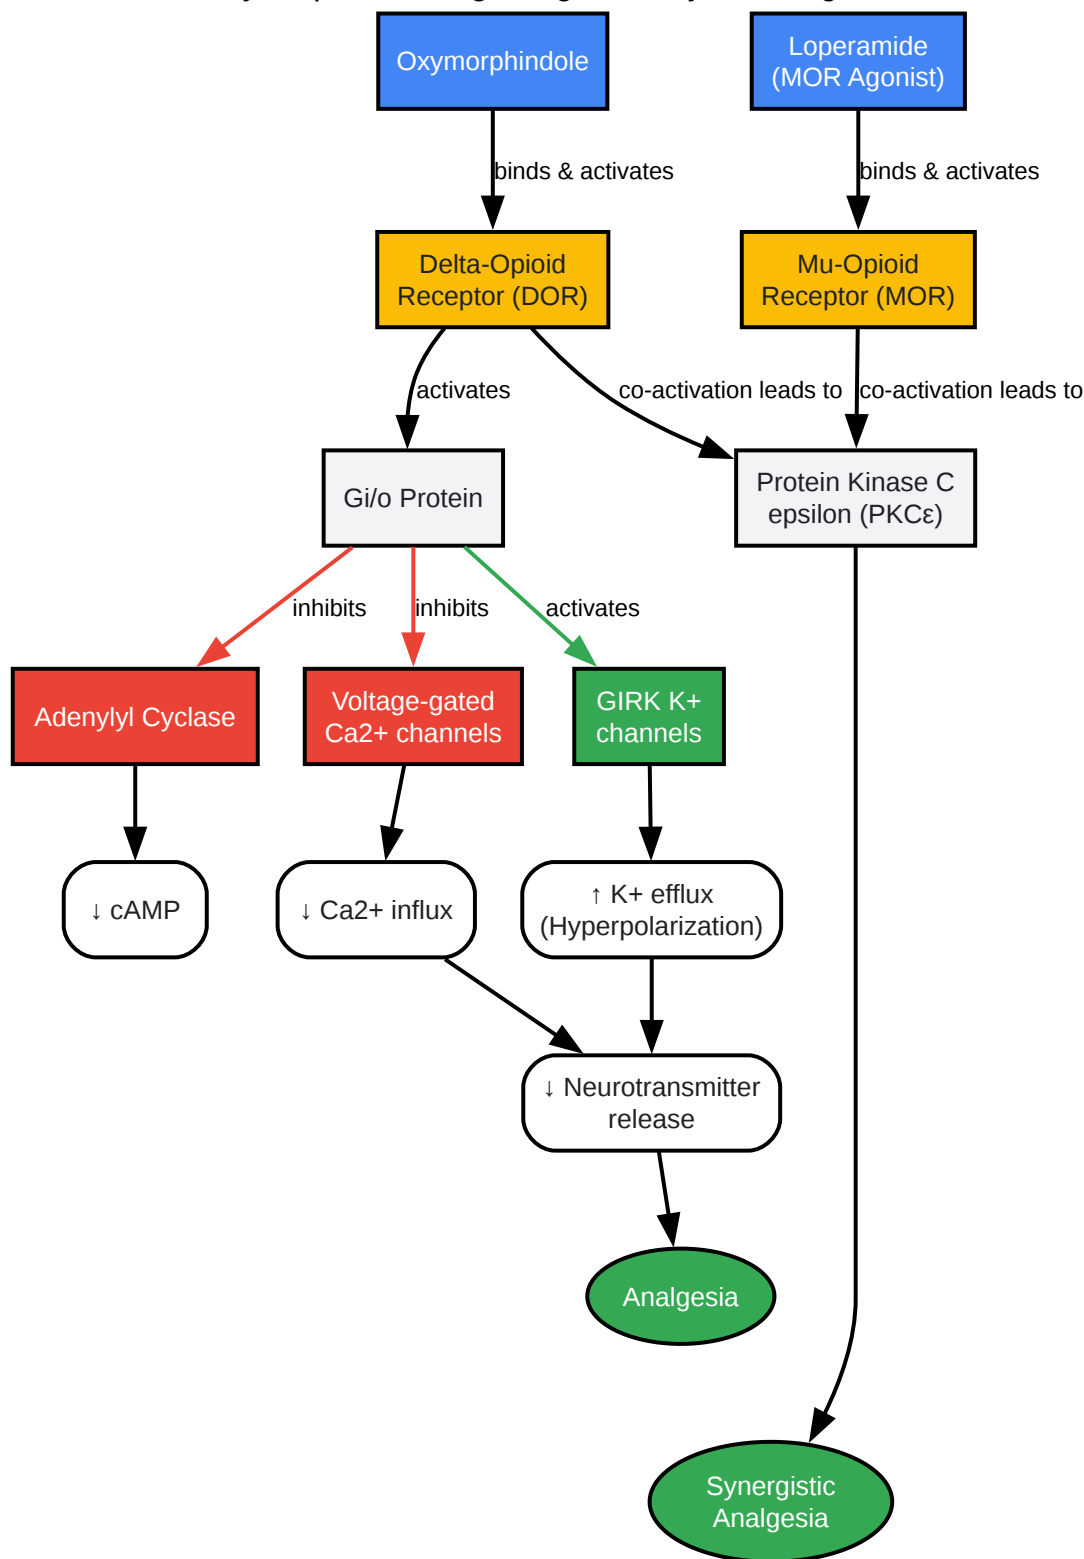 Oxymorphindole
Loperamide
(MOR Agonist)
binds & activates
binds & activates
Delta-Opioid
Receptor (DOR)
Mu-Opioid
Receptor (MOR)
activates
co-activation leads to
co-activation leads to
Gi/o Protein
Protein Kinase C
epsilon (PKCε)
inhibits
inhibits
activates
Adenylyl Cyclase
Voltage-gated
Ca2+ channels
GIRK K+
channels
↓ cAMP
↓ Ca2+ influx
↑ K+ efflux
(Hyperpolarization)
↓ Neurotransmitter
release
Analgesia
Synergistic
Analgesia